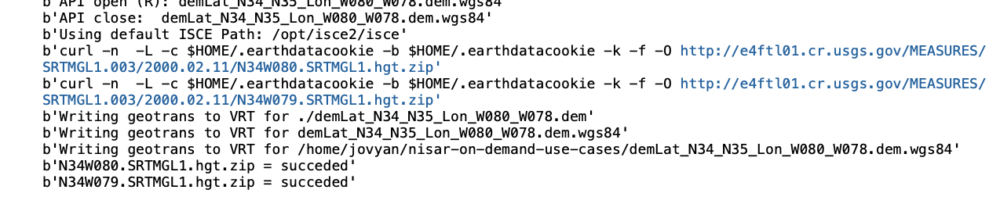 b'API open (R): demLat_N34_N35_Lon_W080_W078.dem.wgs84'
b'API close:  demLat_N34_N35_Lon_W080_W078.dem.wgs84'
b'Using default ISCE Path: /opt/isce2/isce'
b'curl -n  -L -c $HOME/.earthdatacookie -b $HOME/.earthdatacookie -k -f -O http://e4ftl01.cr.usgs.gov/MEASURES/
SRTMGL1.003/2000.02.11/N34W080.SRTMGL1.hgt.zip'
b'curl -n  -L -c $HOME/.earthdatacookie -b $HOME/.earthdatacookie -k -f -O http://e4ftl01.cr.usgs.gov/MEASURES/
SRTMGL1.003/2000.02.11/N34W079.SRTMGL1.hgt.zip'
b'Writing geotrans to VRT for ./demLat_N34_N35_Lon_W080_W078.dem'
b'Writing geotrans to VRT for demLat_N34_N35_Lon_W080_W078.dem.wgs84'
b'Writing geotrans to VRT for /home/jovyan/nisar-on-demand-use-cases/demLat_N34_N35_Lon_W080_W078.dem.wgs84'
b'N34W080.SRTMGL1.hgt.zip = succeded'
b'N34W079.SRTMGL1.hgt.zip = succeded'